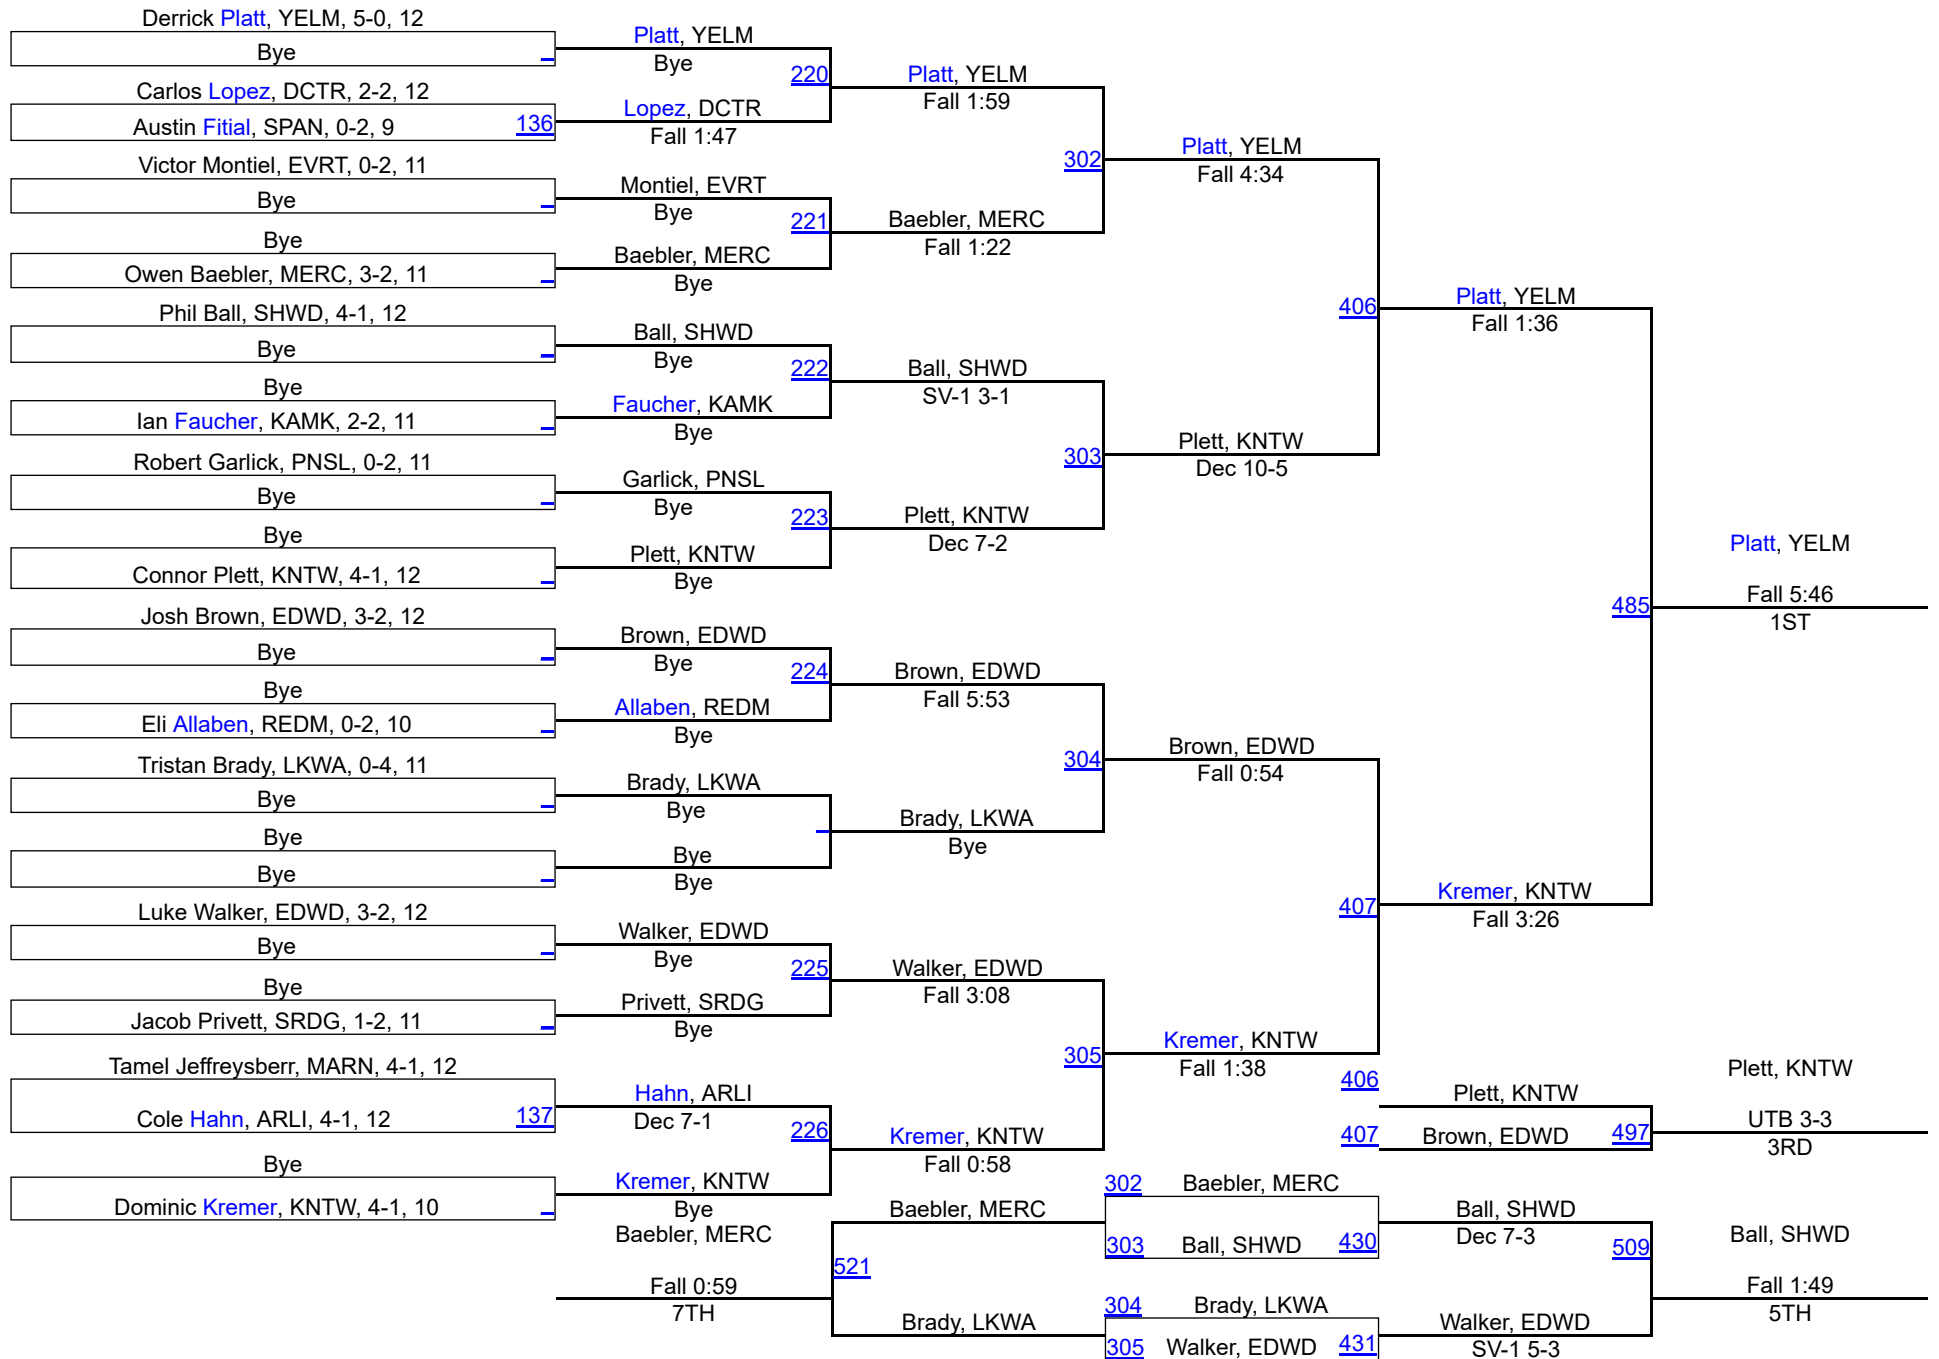 Derrick Platt, YELM, 5-0, 12
Bye
Carlos Lopez, DCTR, 2-2, 12
Austin Fitial, SPAN, 0-2, 9 136
Victor Montiel, EVRT, 0-2, 11
Bye
Bye
Owen Baebler, MERC, 3-2, 11
Phil Ball, SHWD, 4-1, 12
Bye
Bye
Ian Faucher, KAMK, 2-2, 11
Robert Garlick, PNSL, 0-2, 11
Bye
Bye
Connor Plett, KNTW, 4-1, 12
Josh Brown, EDWD, 3-2, 12
Bye
Bye
Eli Allaben, REDM, 0-2, 10
Tristan Brady, LKWA, 0-4, 11
Bye
Bye
Bye
Luke Walker, EDWD, 3-2, 12
Bye
Bye
Jacob Privett, SRDG, 1-2, 11
Tamel Jeffreysberr, MARN, 4-1, 12
Cole Hahn, ARLI, 4-1, 12 137
Bye
Dominic Kremer, KNTW, 4-1, 10
Platt, YELM
Bye
220
Lopez, DCTR
Fall 1:47
Montiel, EVRT
Bye
221
Baebler, MERC
Bye
Ball, SHWD
Bye
222
Faucher, KAMK
Bye
Garlick, PNSL
Bye
223
Plett, KNTW
Bye
Brown, EDWD
Bye
224
Allaben, REDM
Bye
Brady, LKWA
Bye
Bye
Bye
Walker, EDWD
Bye
225
Privett, SRDG
Bye
Hahn, ARLI
Dec 7-1
226
Kremer, KNTW
Bye
Platt, YELM
Fall 1:59
302
Baebler, MERC
Fall 1:22
Ball, SHWD
SV-1 3-1
303
Plett, KNTW
Dec 7-2
Brown, EDWD
Fall 5:53
304
Brady, LKWA
Bye
Walker, EDWD
Fall 3:08
305
Kremer, KNTW
Fall 0:58
Platt, YELM
Fall 4:34
406
Plett, KNTW
Dec 10-5
Brown, EDWD
Fall 0:54
407
Kremer, KNTW
Fall 1:38
Platt, YELM
Fall 1:36
485
Kremer, KNTW
Fall 3:26
Platt, YELM
Fall 5:46
1ST
406
Plett, KNTW
407 Brown, EDWD 497
Plett, KNTW
UTB 3-3
3RD
302 Baebler, MERC
303 Ball, SHWD 430
304 Brady, LKWA
305 Walker, EDWD 431
Ball, SHWD
Dec 7-3
509
Walker, EDWD
SV-1 5-3
Ball, SHWD
Fall 1:49
5TH
Baebler, MERC
521
Brady, LKWA
Baebler, MERC
Fall 0:59
7TH